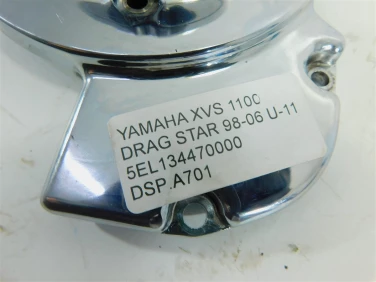 YAMAHA XVS 1100
DRAG STAR 98-06 U-11
5EL134470000
DSP.A701